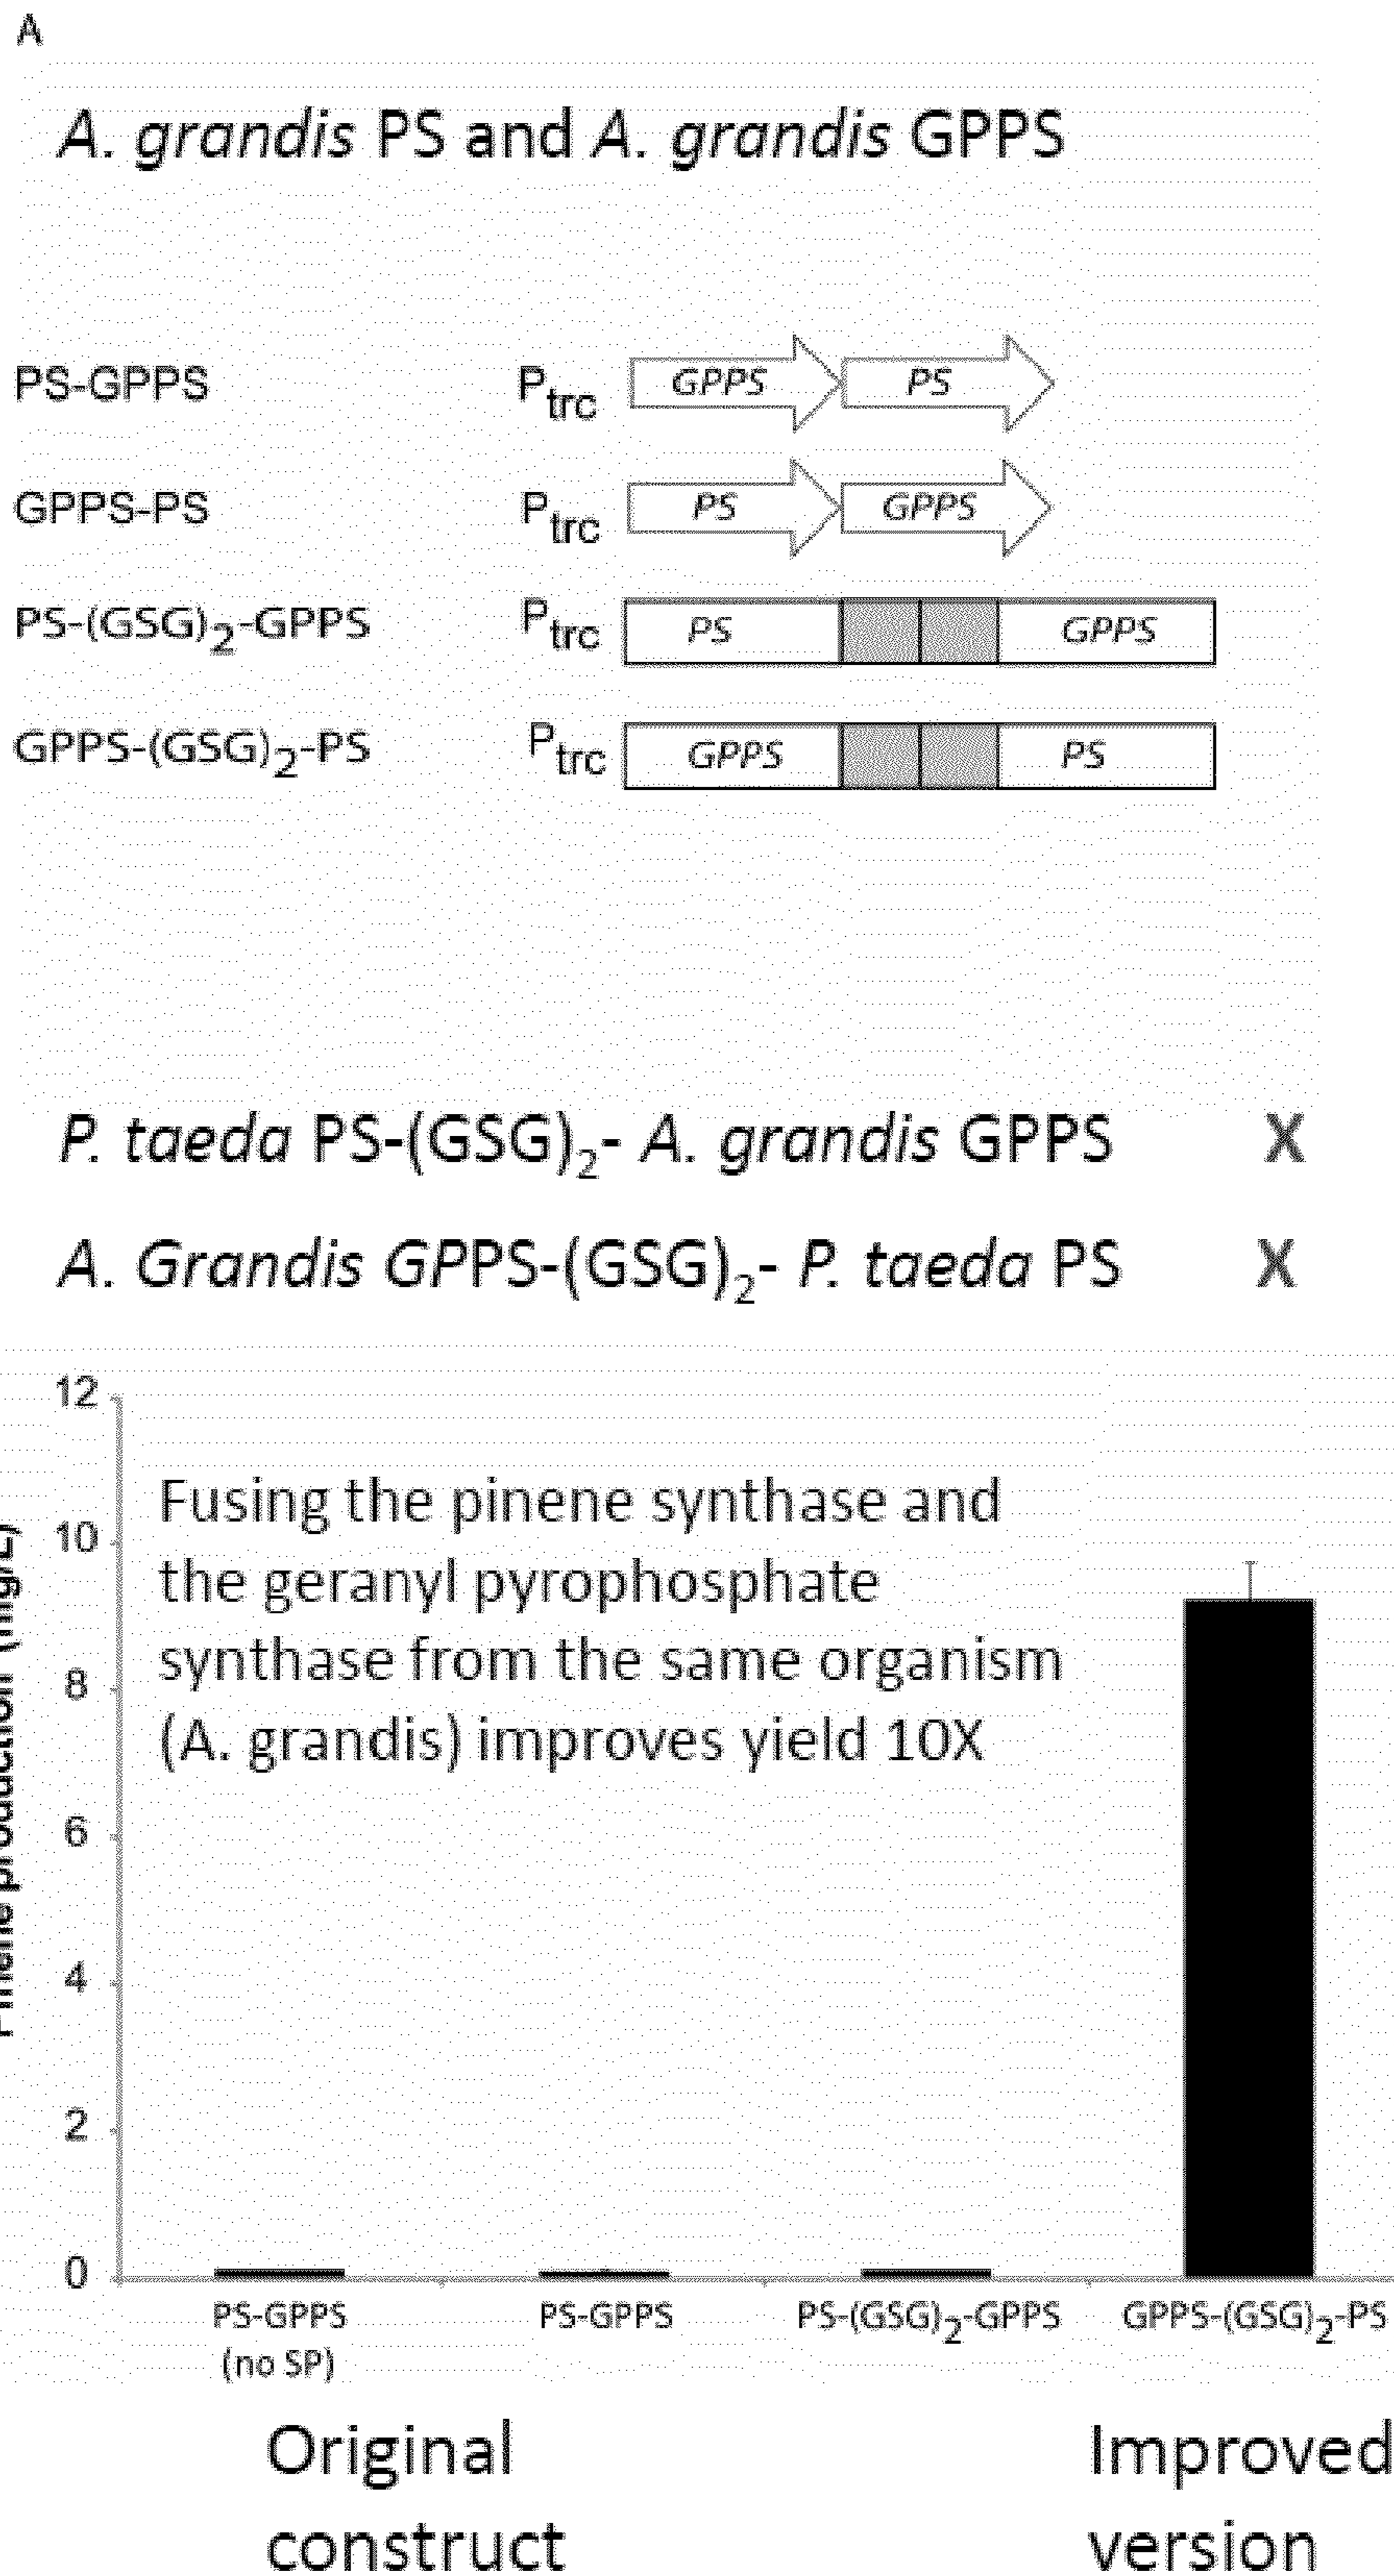 A
A. grandis PS and A. grandis GPPS
PS-GPPS Ptrc GPPS PS
GPPS-PS Ptrc PS GPPS
PS-(GSG)2-GPPS Ptrc PS GPPS
GPPS-(GSG)2-PS Ptrc GPPS PS
P. taeda PS-(GSG)2- A. grandis GPPS X
A. Grandis GPPS-(GSG)2- P. taeda PS X
12
10
8
6
4
2
0
Fusing the pinene synthase and
the geranyl pyrophosphate
synthase from the same organism
(A. grandis) improves yield 10X
PS-GPPS
(no SP)
PS-GPPS
PS-(GSG)2-GPPS
GPPS-(GSG)2-PS
Original
construct
Improved
version